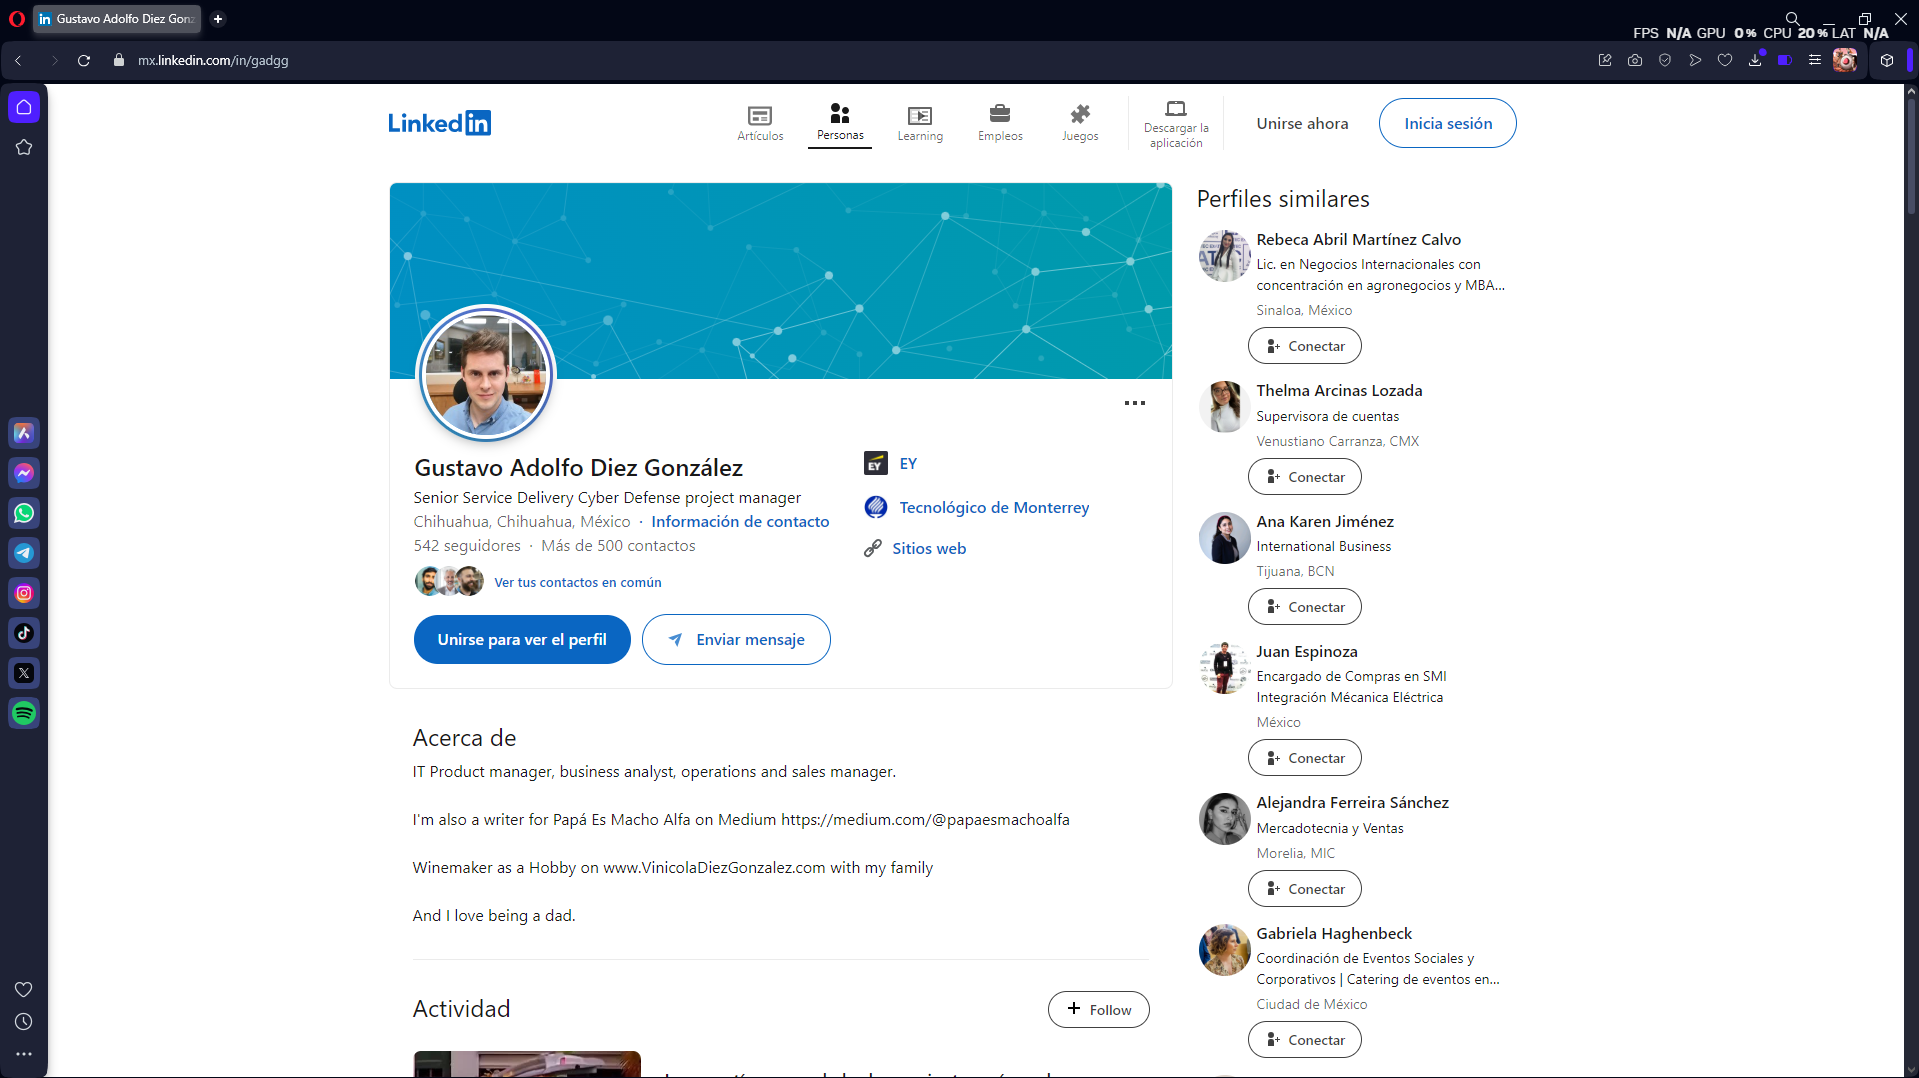 Gustavo Adolfo Diez Gonz
FPS N/A GPU 0% CPU 20% LAT N/A
mx.linkedin.com/in/gadgg
LinkedIn
Artículos
Personas
Learning
Empleos
Juegos
Descargar la
aplicación
Unirse ahora
Inicia sesión
Gustavo Adolfo Diez González
Senior Service Delivery Cyber Defense project manager
Chihuahua, Chihuahua, México · Información de contacto
542 seguidores · Más de 500 contactos
Ver tus contactos en común
Unirse para ver el perfil
Enviar mensaje
EY
EY
Tecnológico de Monterrey
Sitios web
Acerca de
IT Product manager, business analyst, operations and sales manager.
I'm also a writer for Papá Es Macho Alfa on Medium https://medium.com/@papaesmachoalfa
Winemaker as a Hobby on www.VinicolaDiezGonzalez.com with my family
And I love being a dad.
Actividad
Follow
Perfiles similares
Rebeca Abril Martínez Calvo
Lic. en Negocios Internacionales con
concentración en agronegocios y MBA...
Sinaloa, México
Conectar
Thelma Arcinas Lozada
Supervisora de cuentas
Venustiano Carranza, CMX
Conectar
Ana Karen Jiménez
International Business
Tijuana, BCN
Conectar
Juan Espinoza
Encargado de Compras en SMI
Integración Mécanica Eléctrica
México
Conectar
Alejandra Ferreira Sánchez
Mercadotecnia y Ventas
Morelia, MIC
Conectar
Gabriela Haghenbeck
Coordinación de Eventos Sociales y
Corporativos | Catering de eventos en...
Ciudad de México
Conectar